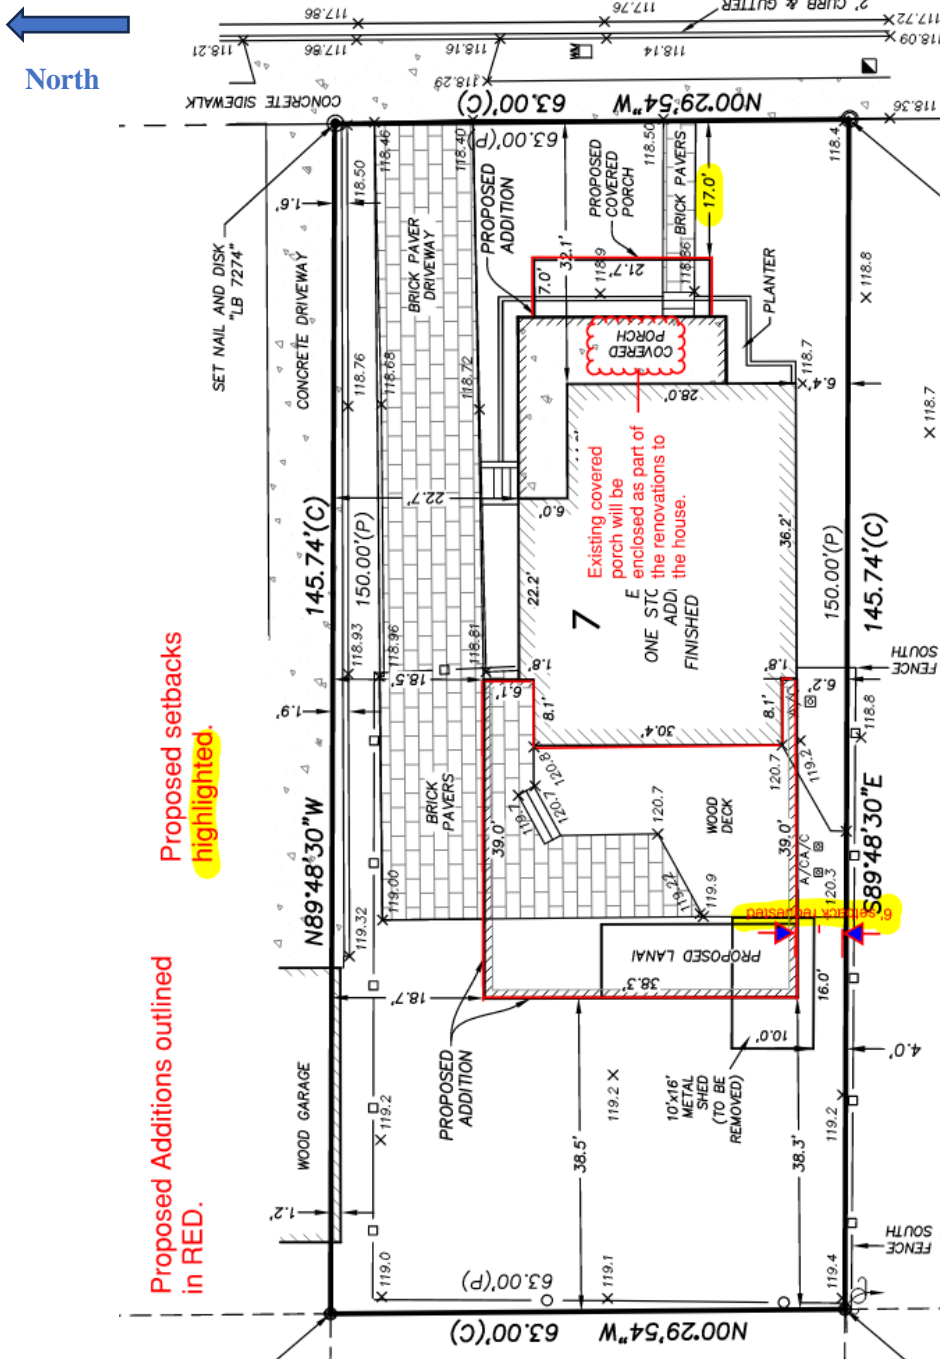 117.86
117.76
2' CURB & GUTTER
117.72
118.21
117.86
118.16
118.14
118.09
North
WM
118.29
CONCRETE SIDEWALK
63.00'(C)
N00°29'54"W
118.36
118.46
118.40
63.00'(P)
118.50
118.4
118.50
1.6'
SET NAIL AND DISK
"LB 7274"
CONCRETE DRIVEWAY
BRICK PAVER
DRIVEWAY
PROPOSED
ADDITION
32.1'
PROPOSED
COVERED
PORCH
BRICK PAVERS
17.0'
7.0'
118.9
21.7'
118.86
PLANTER
118.8
COVERED
PORCH
118.76
118.68
118.72
28.0'
118.7
6.4'
118.7
Existing covered
porch will be
enclosed as part of
the renovations to
the house.
22.7'
6.0'
145.74'(C)
150.00'(P)
22.2'
36.2'
150.00'(P)
145.74'(C)
7
ONE STO
ADDI
FINISHED
118.93
118.96
118.81
18.5'
1.8'
6.1'
8.1'
30.4'
8.1'
1.8'
6.2'
FENCE
SOUTH
118.8
1.9'
Proposed setbacks
highlighted.
N89°48'30"W
BRICK
PAVERS
39.0'
120.8
120.7
120.7
WOOD
DECK
120.7
119.2
39.0'
A/CA/C
120.3
S89°48'30"E
119.00
119.22
119.9
6' setback requested
119.32
PROPOSED LANAI
38.3'
16.0'
18.7'
10.0'
4.0'
Proposed Additions outlined
in RED.
WOOD GARAGE
PROPOSED
ADDITION
10'x16'
METAL
SHED
(TO BE
REMOVED)
119.2
119.2
119.2
38.5'
38.3'
1.2'
119.0
63.00'(P)
119.1
119.4
FENCE
SOUTH
63.00'(C)
N00°29'54"W